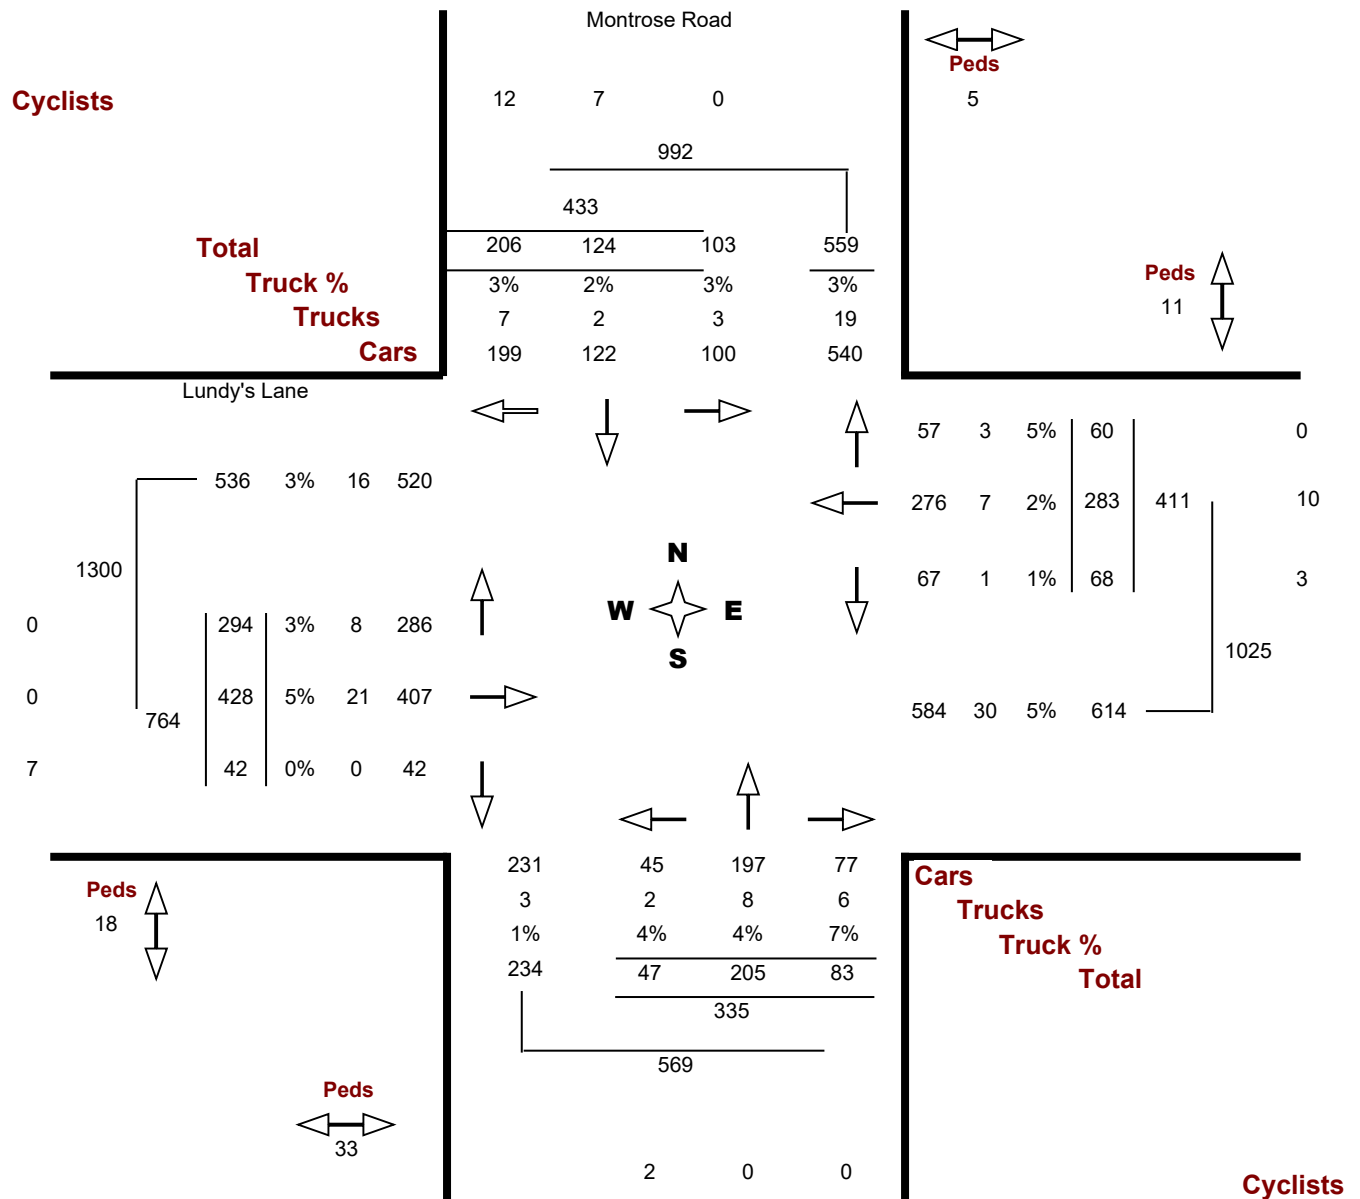 Montrose Road
Peds
Cyclists 12 7 0 5
992
433
Total 206 124 103 559
Truck % 3% 2% 3% 3%
Peds
Trucks 7 2 3 19 11
Cars 199 122 100 540
Lundy's Lane
57 3 5% 60 0
536 3% 16 520
276 7 2% 283 411 10
N
1300
67 1 1% 68 3
W E
0 294 3% 8 286
S
1025
0 428 5% 21 407
764
584 30 5% 614
7 42 0% 0 42
231 45 197 77
Cars
Peds
3 2 8 6
Trucks
18
1% 4% 4% 7%
Truck %
234 47 205 83
Total
335
569
Peds
33
2 0 0
Cyclists